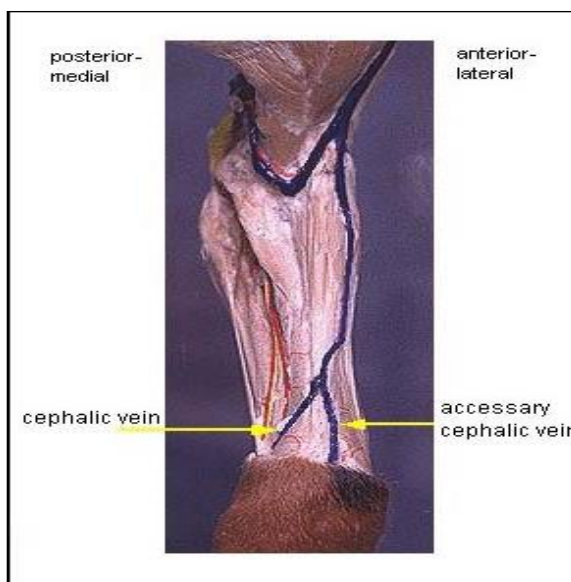 posterior-
medial
anterior-
lateral
cephalic vein
accessary
cephalic vein